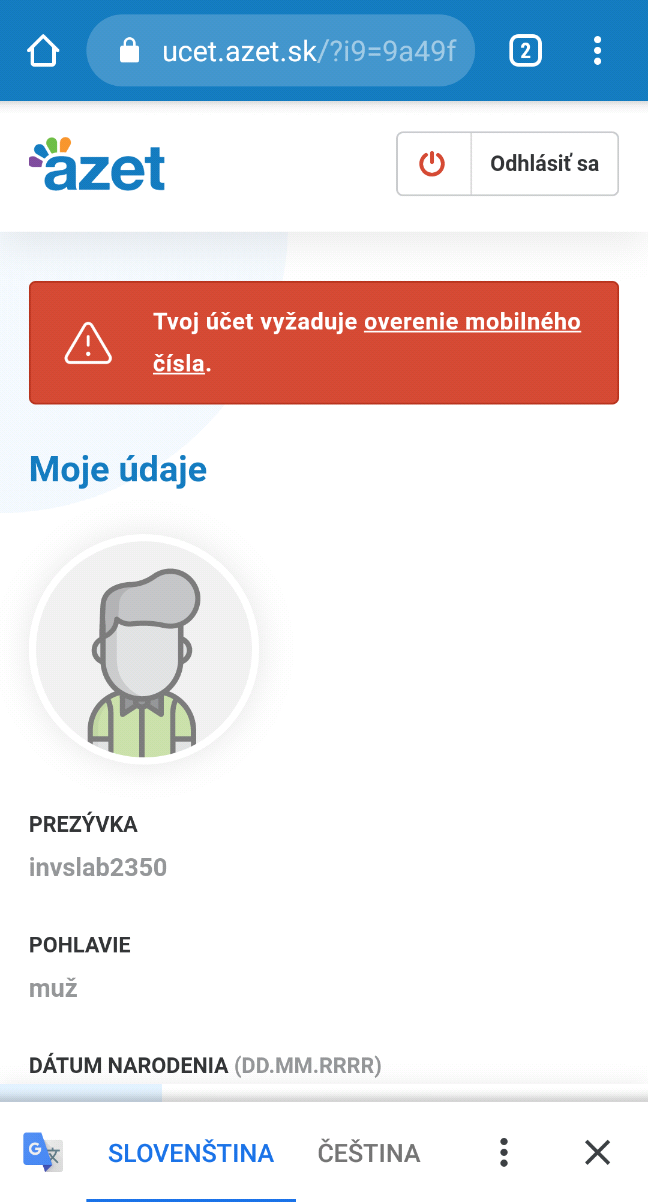 ucet.azet.sk/?i9=9a49f
2
azet
Odhlásiť sa
Tvoj účet vyžaduje overenie mobilného
čísla.
Moje údaje
PREZÝVKA
invslab2350
POHLAVIE
muž
DÁTUM NARODENIA (DD.MM.RRRR)
G 文
SLOVENŠTINA ČEŠTINA